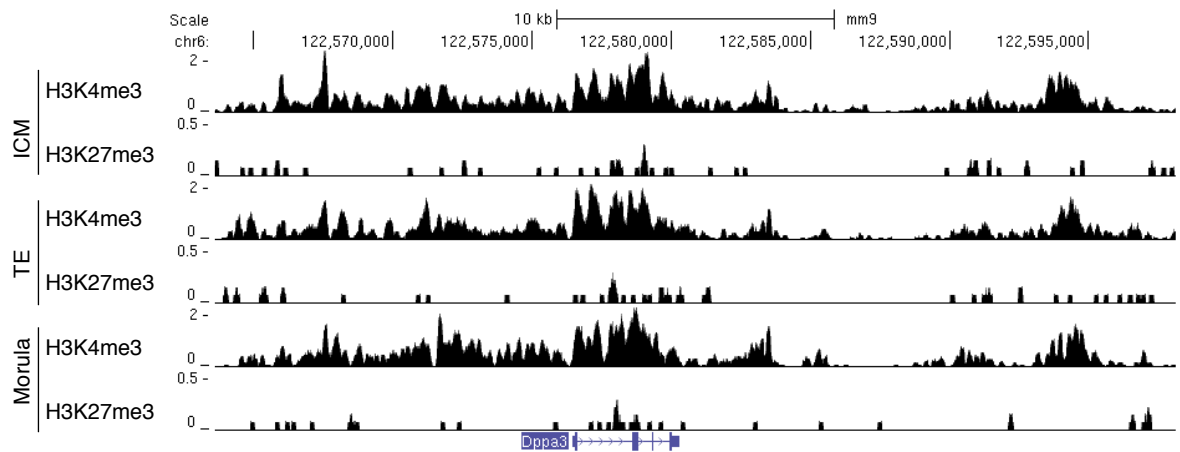 Scale 10 kb mm9
chr6: 122,570,000 122,575,000 122,580,000 122,585,000 122,590,000 122,595,000
ICM
H3K4me3 2 - 0 _
H3K27me3 0.5 - 0 _
TE
H3K4me3 2 - 0 _
H3K27me3 0.5 - 0 _
Morula
H3K4me3 2 - 0 _
H3K27me3 0.5 - 0 _
Dppa3